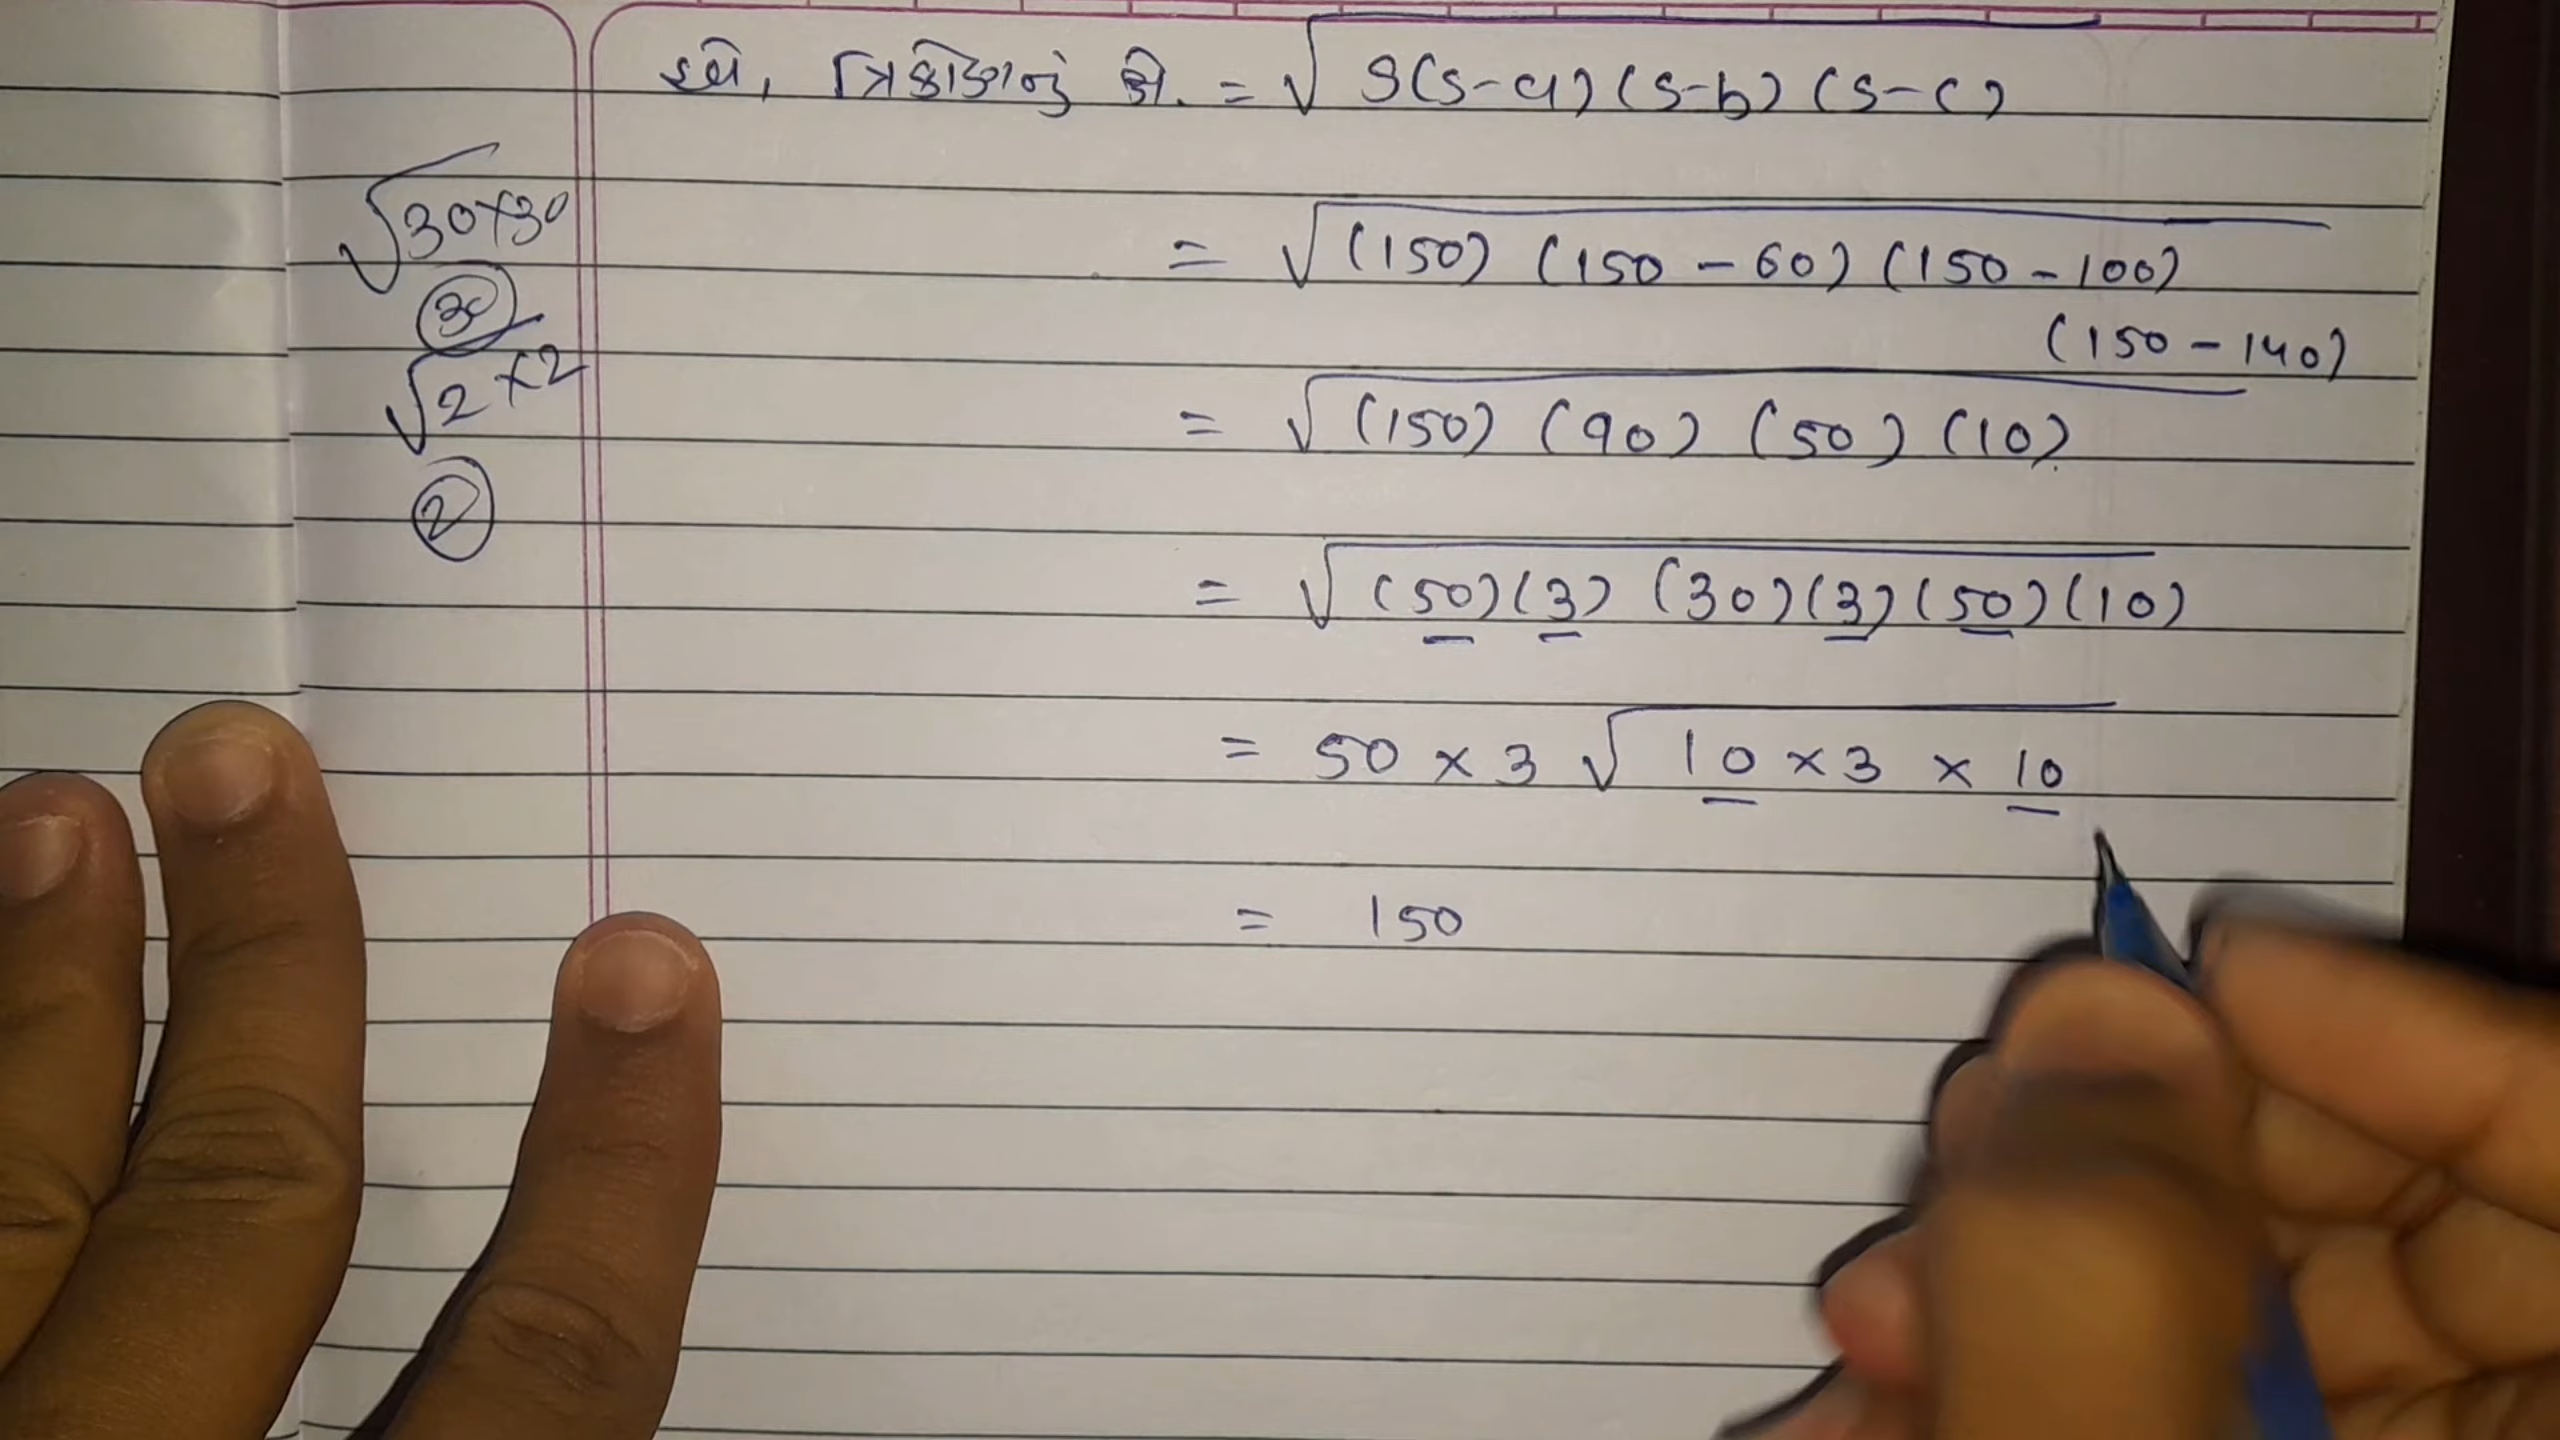 હવે, ત્રિકોણનું ક્ષે. = √S(s-a)(s-b)(s-c)
√30×30
= √(150) (150 - 60) (150 - 100)
30
(150 - 140)
√2×2
= √(150) (90) (50) (10)
2
= √(50)(3) (30)(3)(50)(10)
= 50 × 3 √10 × 3 × 10
= 150